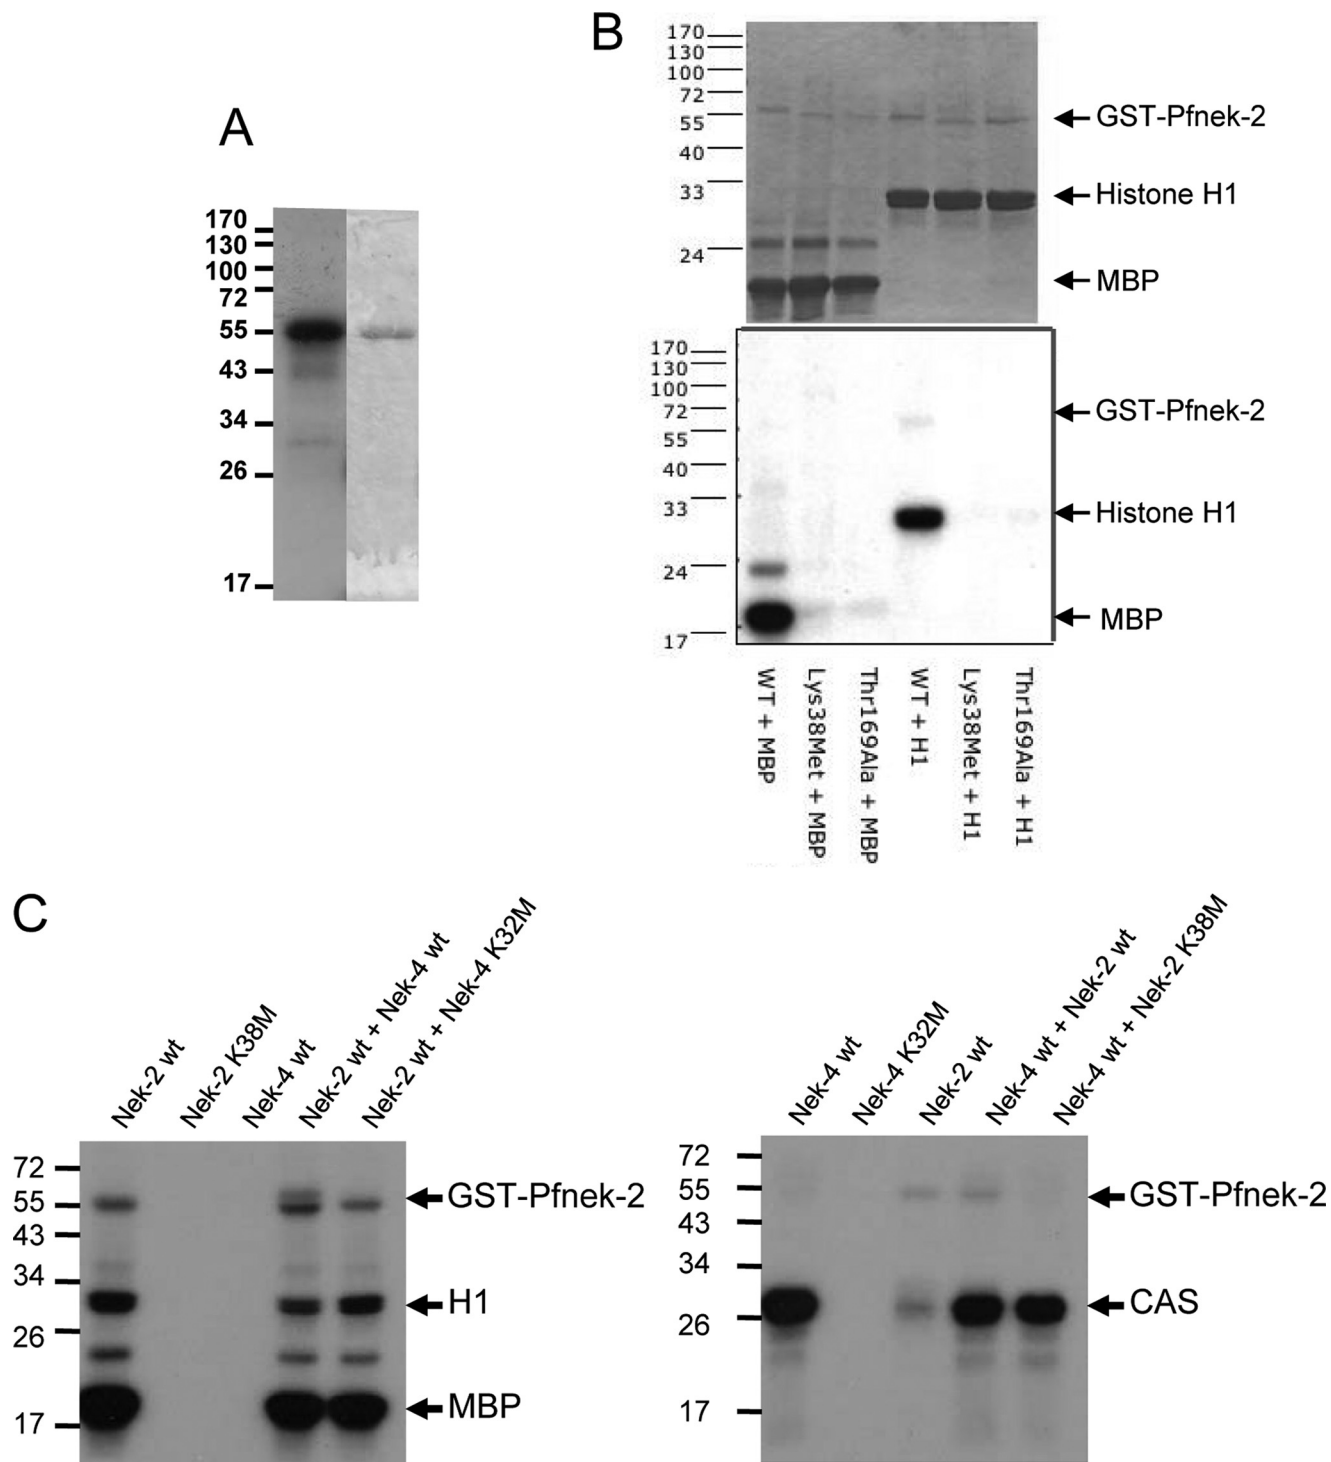 A
170
130
100
72
55
43
34
26
17
B
170
130
100
72
55
40
33
24
GST-Pfnek-2
Histone H1
MBP
170
130
100
72
55
40
33
24
17
GST-Pfnek-2
Histone H1
MBP
WT + MBP
Lys38Met + MBP
Thr169Ala + MBP
WT + H1
Lys38Met + H1
Thr169Ala + H1
C
Nek-2 wt
Nek-2 K38M
Nek-4 wt
Nek-2 wt + Nek-4 wt
Nek-2 wt + Nek-4 K32M
72
55
43
34
26
17
GST-Pfnek-2
H1
MBP
Nek-4 wt
Nek-4 K32M
Nek-2 wt
Nek-4 wt + Nek-2 wt
Nek-4 wt + Nek-2 K38M
72
55
43
34
26
17
GST-Pfnek-2
CAS